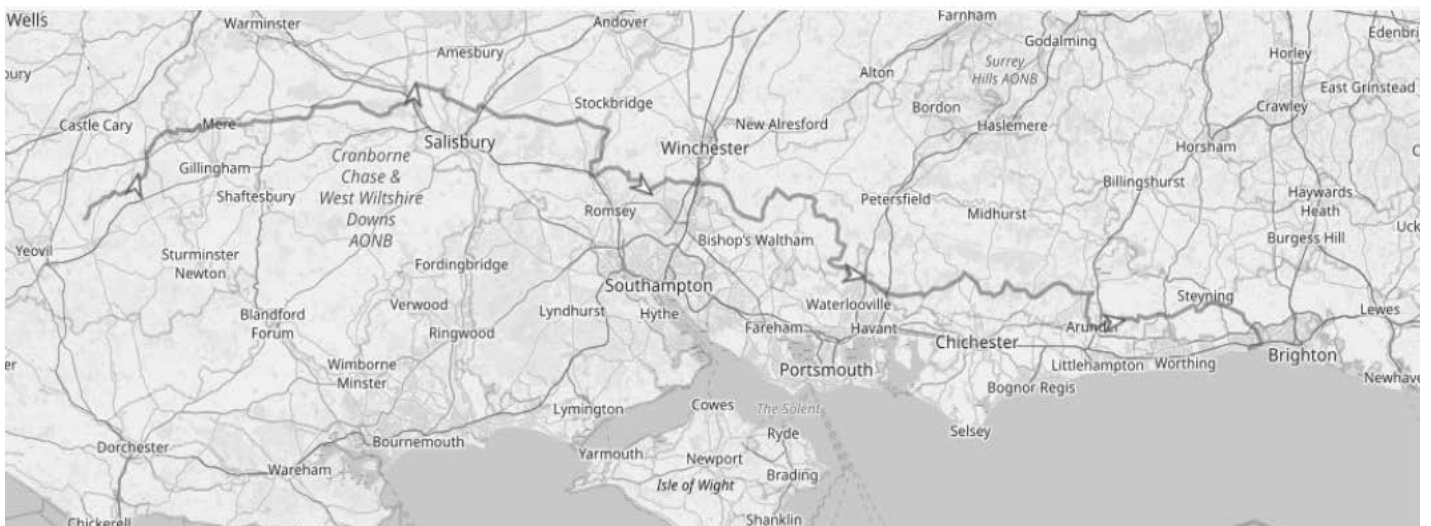 Wells
Warminster
Andover
Farnham
Edenbri
Amesbury
Godalming
Horley
bury
Surrey
Hills AONB
Alton
East Grinstead
Stockbridge
Bordon
Crawley
Castle Cary
Mere
New Alresford
Haslemere
Salisbury
Winchester
Horsham
Cranborne
Chase &
West Wiltshire
Downs
AONB
Gillingham
Shaftesbury
Billingshurst
Haywards
Heath
Petersfield
Midhurst
Romsey
Uck
Yeovil
Bishop's Waltham
Burgess Hill
Sturminster
Newton
Fordingbridge
Southampton
Steyning
Verwood
Waterlooville
Lyndhurst
Hythe
Lewes
Blandford
Forum
Ringwood
Fareham
Havant
Arundel
Chichester
Brighton
Wimborne
Minster
Portsmouth
Littlehampton
Worthing
Bognor Regis
Newhave
Lymington
Cowes
The Solent
Selsey
Ryde
Dorchester
Bournemouth
Yarmouth
Newport
Wareham
Brading
Isle of Wight
Chickerell
Shanklin